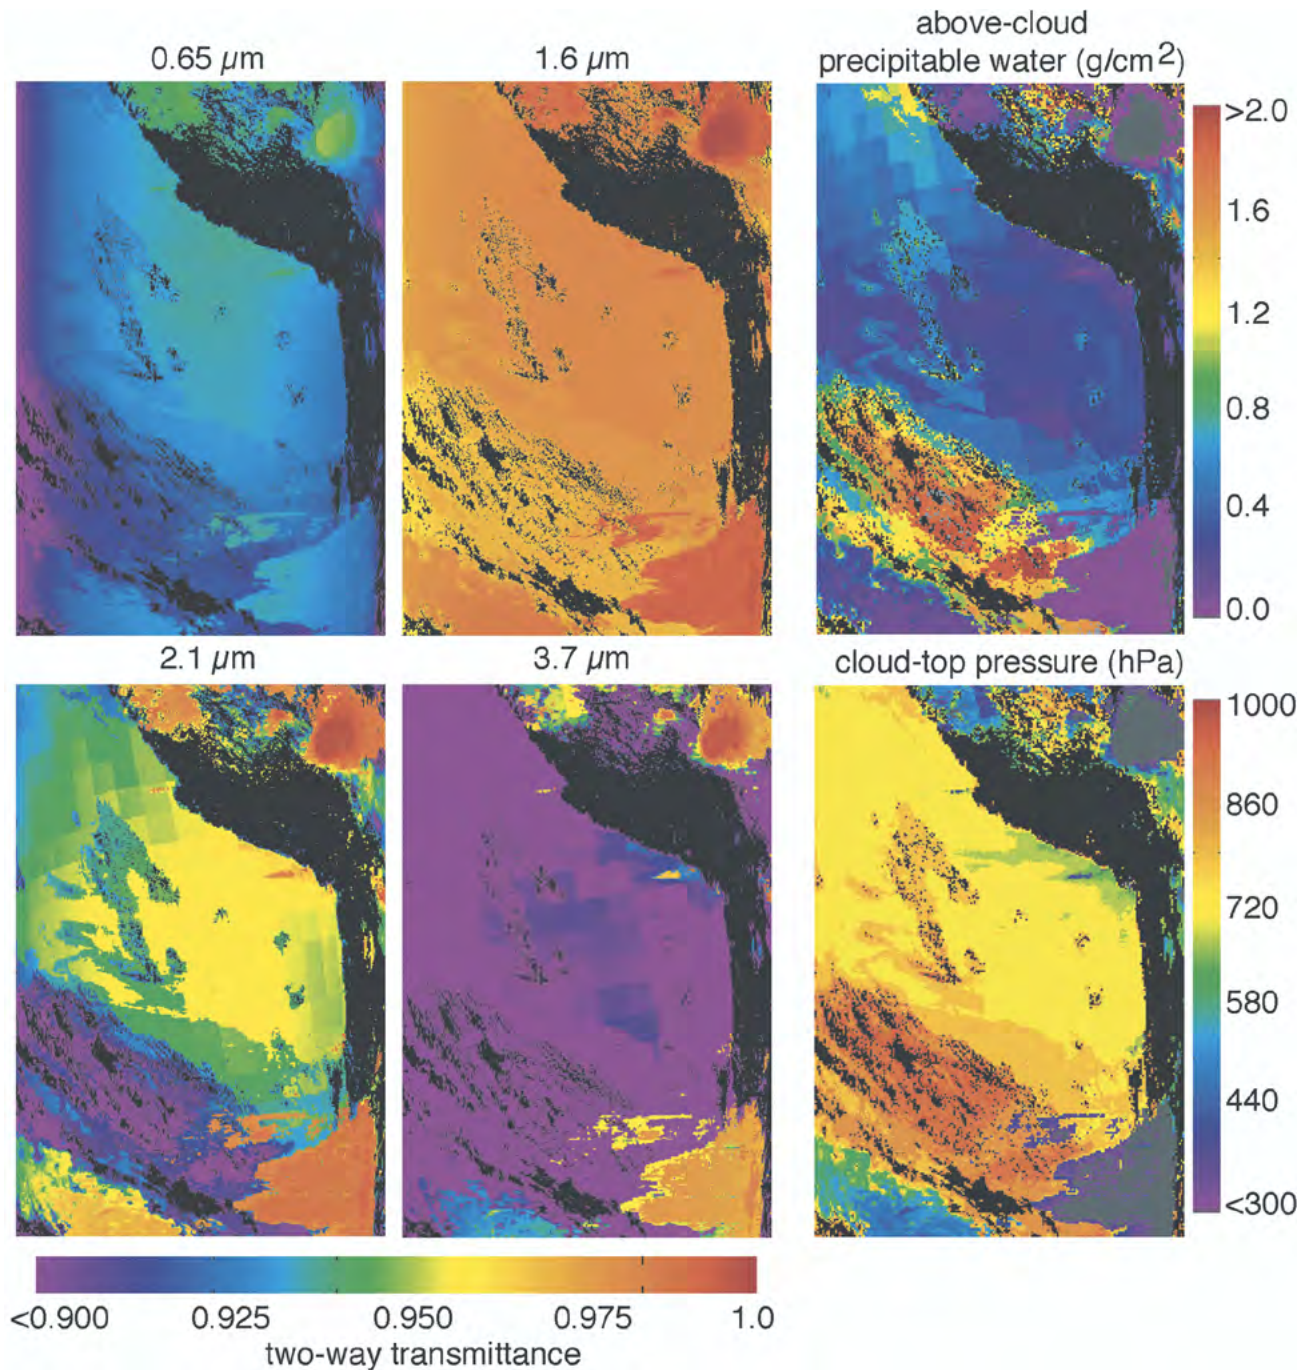 0.65 µm
1.6 µm
above-cloud
precipitable water (g/cm2)
>2.0
1.6
1.2
0.8
0.4
0.0
2.1 µm
3.7 µm
cloud-top pressure (hPa)
1000
860
720
580
440
<300
<0.900 0.925 0.950 0.975 1.0
two-way transmittance